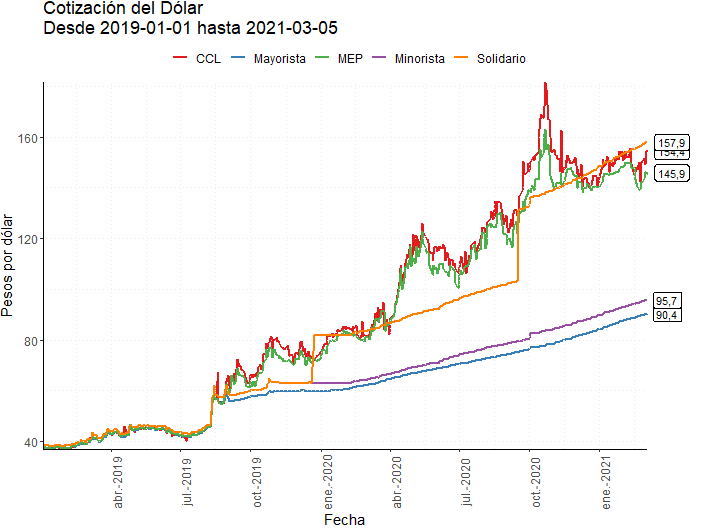 Cotización del Dólar
Desde 2019-01-01 hasta 2021-03-05
CCL Mayorista MEP Minorista Solidario
Pesos por dólar
160
120
80
40
157,9
154,4
145,9
95,7
90,4
abr.-2019
jul.-2019
oct.-2019
ene.-2020
abr.-2020
jul.-2020
oct.-2020
ene.-2021
Fecha